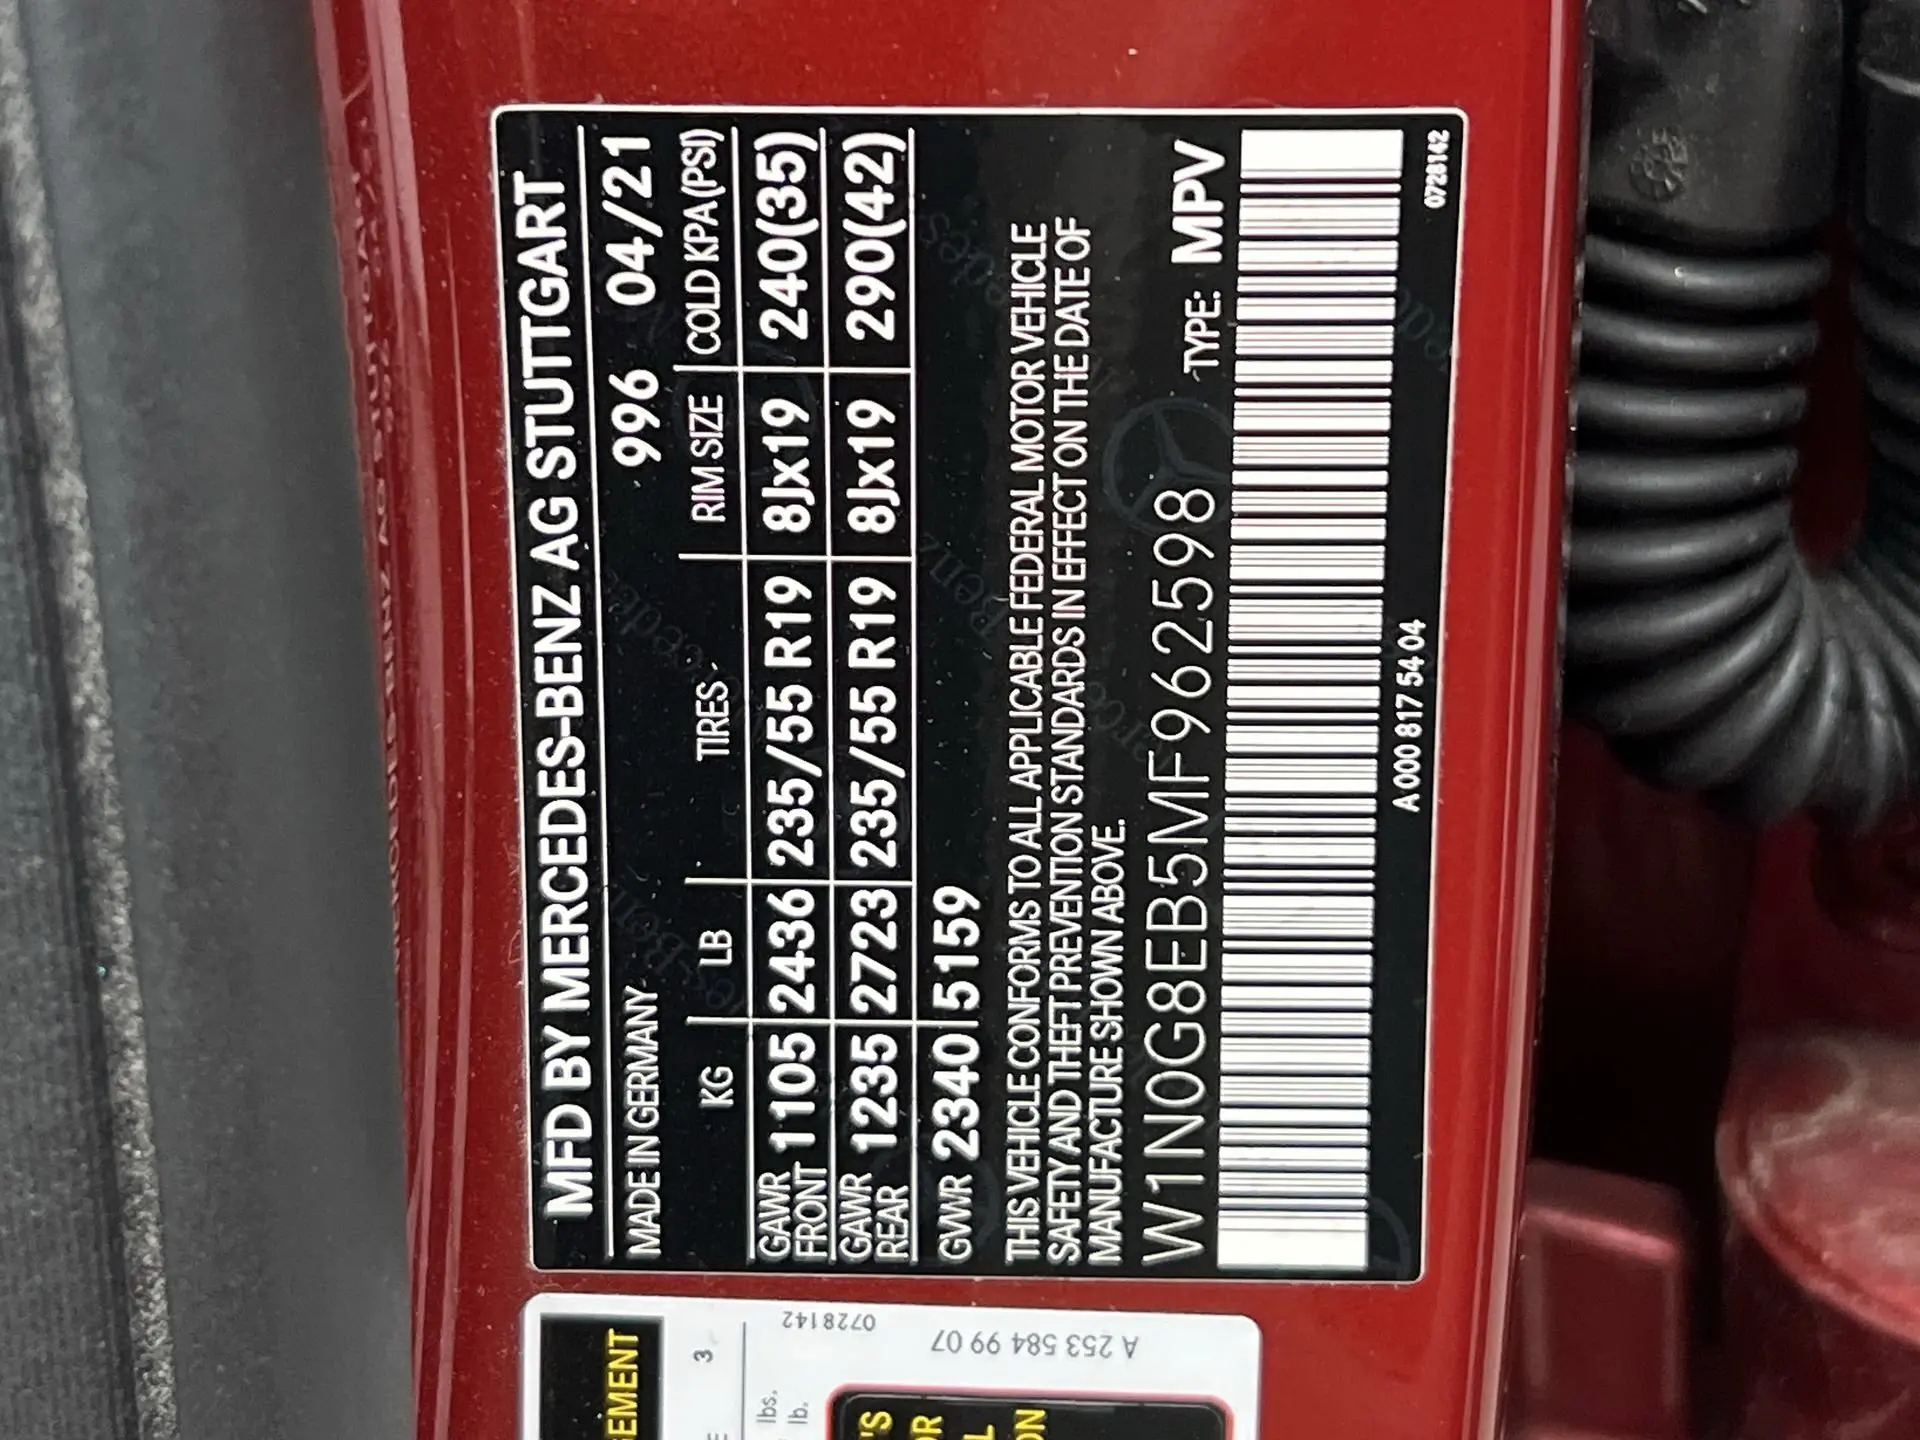 MFD BY MERCEDES-BENZ AG STUTTGART
MADE IN GERMANY 996 04/21
KG LB TIRES RIM SIZE COLD KPA(PSI)
GAWR FRONT 1105 2436 235/55 R19 8Jx19 240(35)
GAWR REAR 1235 2723 235/55 R19 8Jx19 290(42)
GVWR 2340 5159
THIS VEHICLE CONFORMS TO ALL APPLICABLE FEDERAL MOTOR VEHICLE
SAFETY AND THEFT PREVENTION STANDARDS IN EFFECT ON THE DATE OF
MANUFACTURE SHOWN ABOVE.
W1N0G8EB5MF962598 TYPE: MPV
A 000 817 54 04
0728142
GEMENT
3
lbs.
lb.
0728142
A 253 584 99 07
'S
OR
L
ON